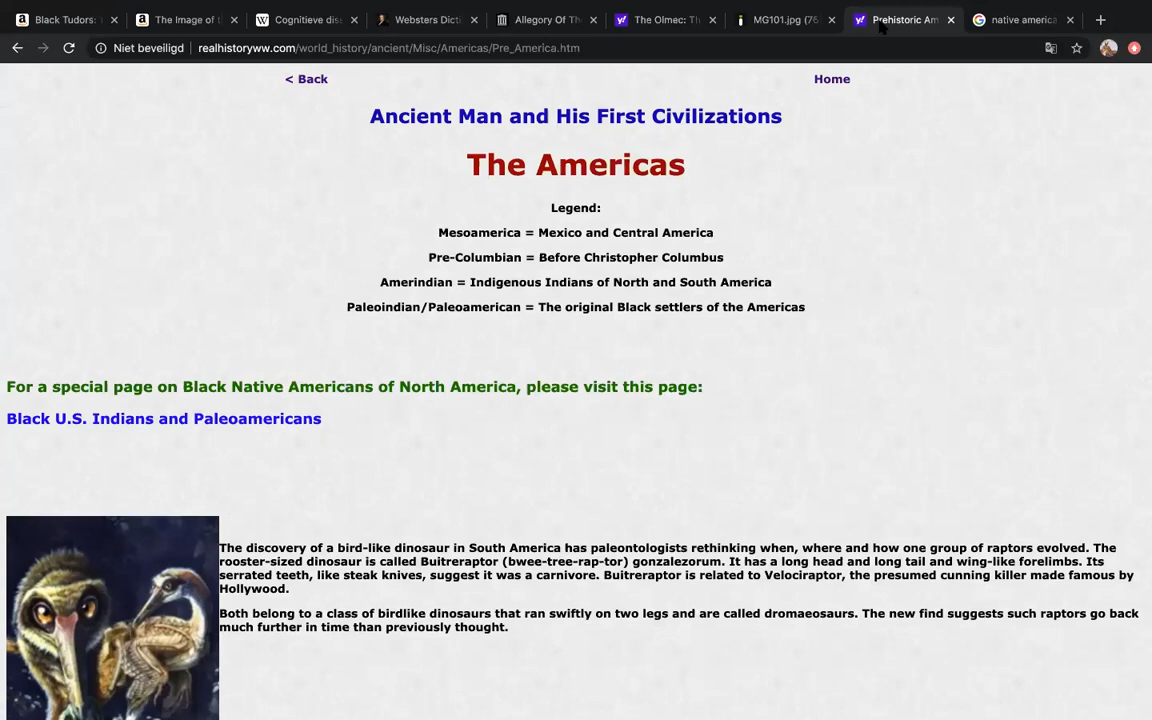 Black Tudors:
The Image of t
Cognitieve diss
Websters Dicti
Allegory Of The
The Olmec: Th
MG101.jpg (76
Prehistoric Am
native america
Niet beveiligd
realhistoryww.com/world_history/ancient/Misc/Americas/Pre_America.htm
< Back
Home
Ancient Man and His First Civilizations
The Americas
Legend:
Mesoamerica = Mexico and Central America
Pre-Columbian = Before Christopher Columbus
Amerindian = Indigenous Indians of North and South America
Paleoindian/Paleoamerican = The original Black settlers of the Americas
For a special page on Black Native Americans of North America, please visit this page:
Black U.S. Indians and Paleoamericans
The discovery of a bird-like dinosaur in South America has paleontologists rethinking when, where and how one group of raptors evolved. The
rooster-sized dinosaur is called Buitreraptor (bwee-tree-rap-tor) gonzalezorum. It has a long head and long tail and wing-like forelimbs. Its
serrated teeth, like steak knives, suggest it was a carnivore. Buitreraptor is related to Velociraptor, the presumed cunning killer made famous by
Hollywood.
Both belong to a class of birdlike dinosaurs that ran swiftly on two legs and are called dromaeosaurs. The new find suggests such raptors go back
much further in time than previously thought.